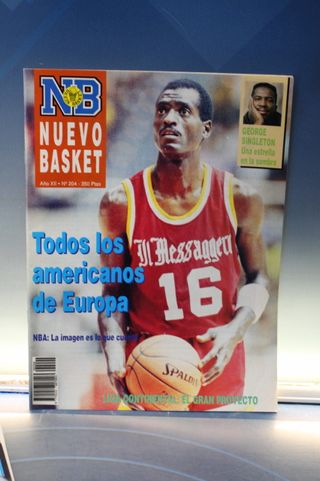 NB
NUEVO
BASKET
Año XII • Nº 204 • 350 Ptas
GEORGE
SINGLETON
Una estrella
en la sombra
Todos los
americanos
de Europa
Il Messaggero
16
NBA: La imagen es lo que cuenta
SPALDING
LIGA CONTINENTAL: EL GRAN PROYECTO